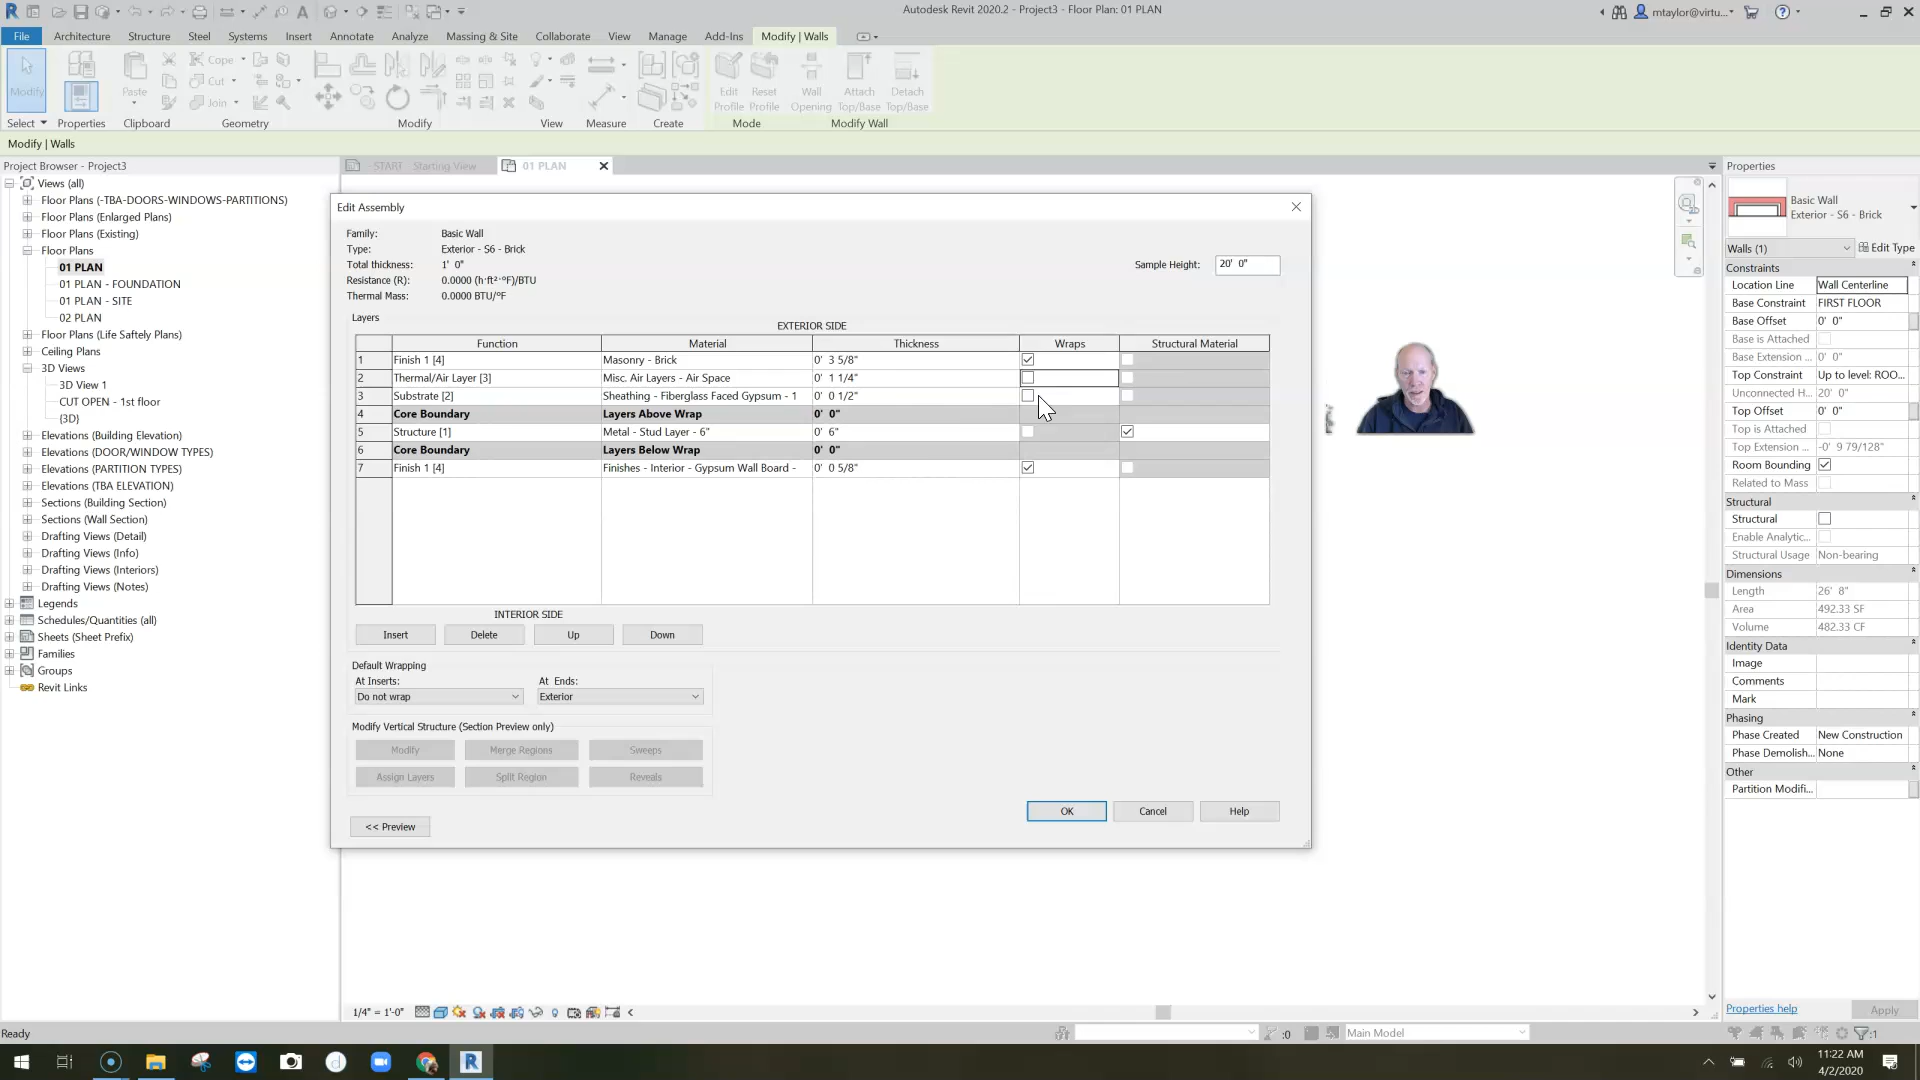 Autodesk Revit 2020.2 - Project3 - Floor Plan: 01 PLAN
mtaylor@virtu...
File Architecture Structure Steel Systems Insert Annotate Analyze Massing & Site Collaborate View Manage Add-Ins Modify | Walls
Modify
Paste
Cope
Cut
Join
Edit Profile
Reset Profile
Wall Opening
Attach Top/Base
Detach Top/Base
Select Properties Clipboard Geometry Modify View Measure Create Mode Modify Wall
Modify | Walls
Project Browser - Project3
Views (all)
Floor Plans (-TBA-DOORS-WINDOWS-PARTITIONS)
Floor Plans (Enlarged Plans)
Floor Plans (Existing)
Floor Plans
01 PLAN
01 PLAN - FOUNDATION
01 PLAN - SITE
02 PLAN
Floor Plans (Life Saftely Plans)
Ceiling Plans
3D Views
3D View 1
CUT OPEN - 1st floor
{3D}
Elevations (Building Elevation)
Elevations (DOOR/WINDOW TYPES)
Elevations (PARTITION TYPES)
Elevations (TBA ELEVATION)
Sections (Building Section)
Sections (Wall Section)
Drafting Views (Detail)
Drafting Views (Info)
Drafting Views (Interiors)
Drafting Views (Notes)
Legends
Schedules/Quantities (all)
Sheets (Sheet Prefix)
Families
Groups
Revit Links
Starting View
01 PLAN
Edit Assembly
Family: Basic Wall
Type: Exterior - S6 - Brick
Total thickness: 1' 0"
Resistance (R): 0.0000 (h·ft²·°F)/BTU
Thermal Mass: 0.0000 BTU/°F
Sample Height: 20' 0"
Layers
EXTERIOR SIDE
Function Material Thickness Wraps Structural Material
1 Finish 1 [4] Masonry - Brick 0' 3 5/8"
2 Thermal/Air Layer [3] Misc. Air Layers - Air Space 0' 1 1/4"
3 Substrate [2] Sheathing - Fiberglass Faced Gypsum - 1 0' 0 1/2"
4 Core Boundary Layers Above Wrap 0' 0"
5 Structure [1] Metal - Stud Layer - 6" 0' 6"
6 Core Boundary Layers Below Wrap 0' 0"
7 Finish 1 [4] Finishes - Interior - Gypsum Wall Board - 0' 0 5/8"
INTERIOR SIDE
Insert Delete Up Down
Default Wrapping
At Inserts: At Ends:
Do not wrap Exterior
Modify Vertical Structure (Section Preview only)
Modify Merge Regions Sweeps
Assign Layers Split Region Reveals
OK Cancel Help
<< Preview
Properties
Basic Wall
Exterior - S6 - Brick
Walls (1) Edit Type
Constraints
Location Line Wall Centerline
Base Constraint FIRST FLOOR
Base Offset 0' 0"
Base is Attached
Base Extension ... 0' 0"
Top Constraint Up to level: ROO...
Unconnected H... 20' 0"
Top Offset 0' 0"
Top is Attached
Top Extension ... -0' 9 79/128"
Room Bounding
Related to Mass
Structural
Structural
Enable Analytic...
Structural Usage Non-bearing
Dimensions
Length 26' 8"
Area 492.33 SF
Volume 482.33 CF
Identity Data
Image
Comments
Mark
Phasing
Phase Created New Construction
Phase Demolish... None
Other
Partition Modifi...
Properties help Apply
1/4" = 1'-0"
Ready
:0
Main Model
:1
11:22 AM
4/2/2020